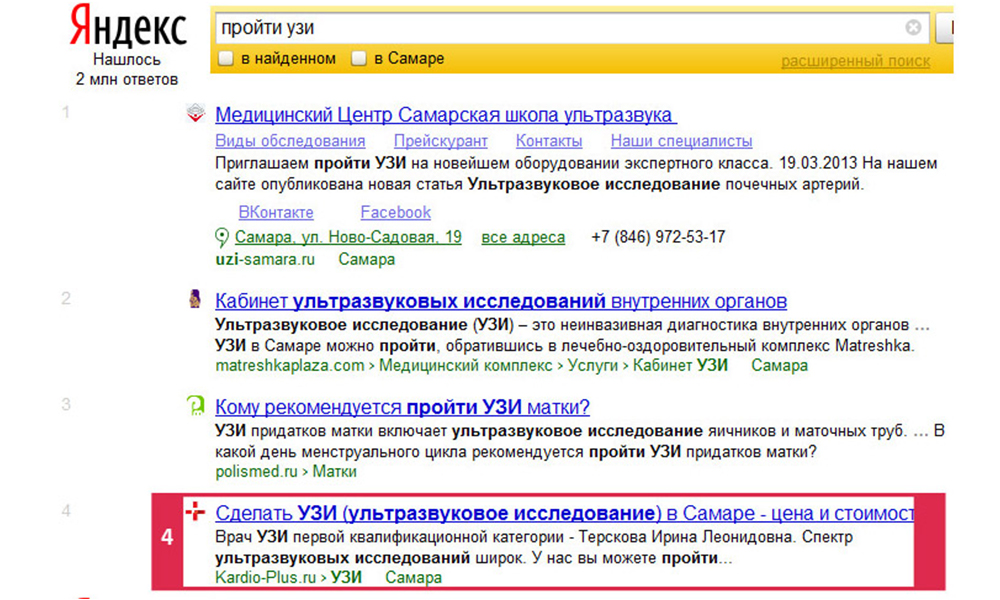 Яндекс
Нашлось
2 млн ответов
пройти узи
в найденном в Самаре расширенный поиск
1 Медицинский Центр Самарская школа ультразвука
Виды обследования Прейскурант Контакты Наши специалисты
Приглашаем пройти УЗИ на новейшем оборудовании экспертного класса. 19.03.2013 На нашем
сайте опубликована новая статья Ультразвуковое исследование почечных артерий.
ВКонтакте Facebook
Самара, ул. Ново-Садовая, 19 все адреса +7 (846) 972-53-17
uzi-samara.ru Самара
2 Кабинет ультразвуковых исследований внутренних органов
Ультразвуковое исследование (УЗИ) – это неинвазивная диагностика внутренних органов ...
УЗИ в Самаре можно пройти, обратившись в лечебно-оздоровительный комплекс Matreshka.
matreshkaplaza.com › Медицинский комплекс › Услуги › Кабинет УЗИ Самара
3 Кому рекомендуется пройти УЗИ матки?
УЗИ придатков матки включает ультразвуковое исследование яичников и маточных труб. ... В
какой день менструального цикла рекомендуется пройти УЗИ придатков матки?
polismed.ru › Матки
4 4 Сделать УЗИ (ультразвуковое исследование) в Самаре - цена и стоимост
Врач УЗИ первой квалификационной категории - Терскова Ирина Леонидовна. Спектр
ультразвуковых исследований широк. У нас вы можете пройти...
Kardio-Plus.ru › УЗИ Самара